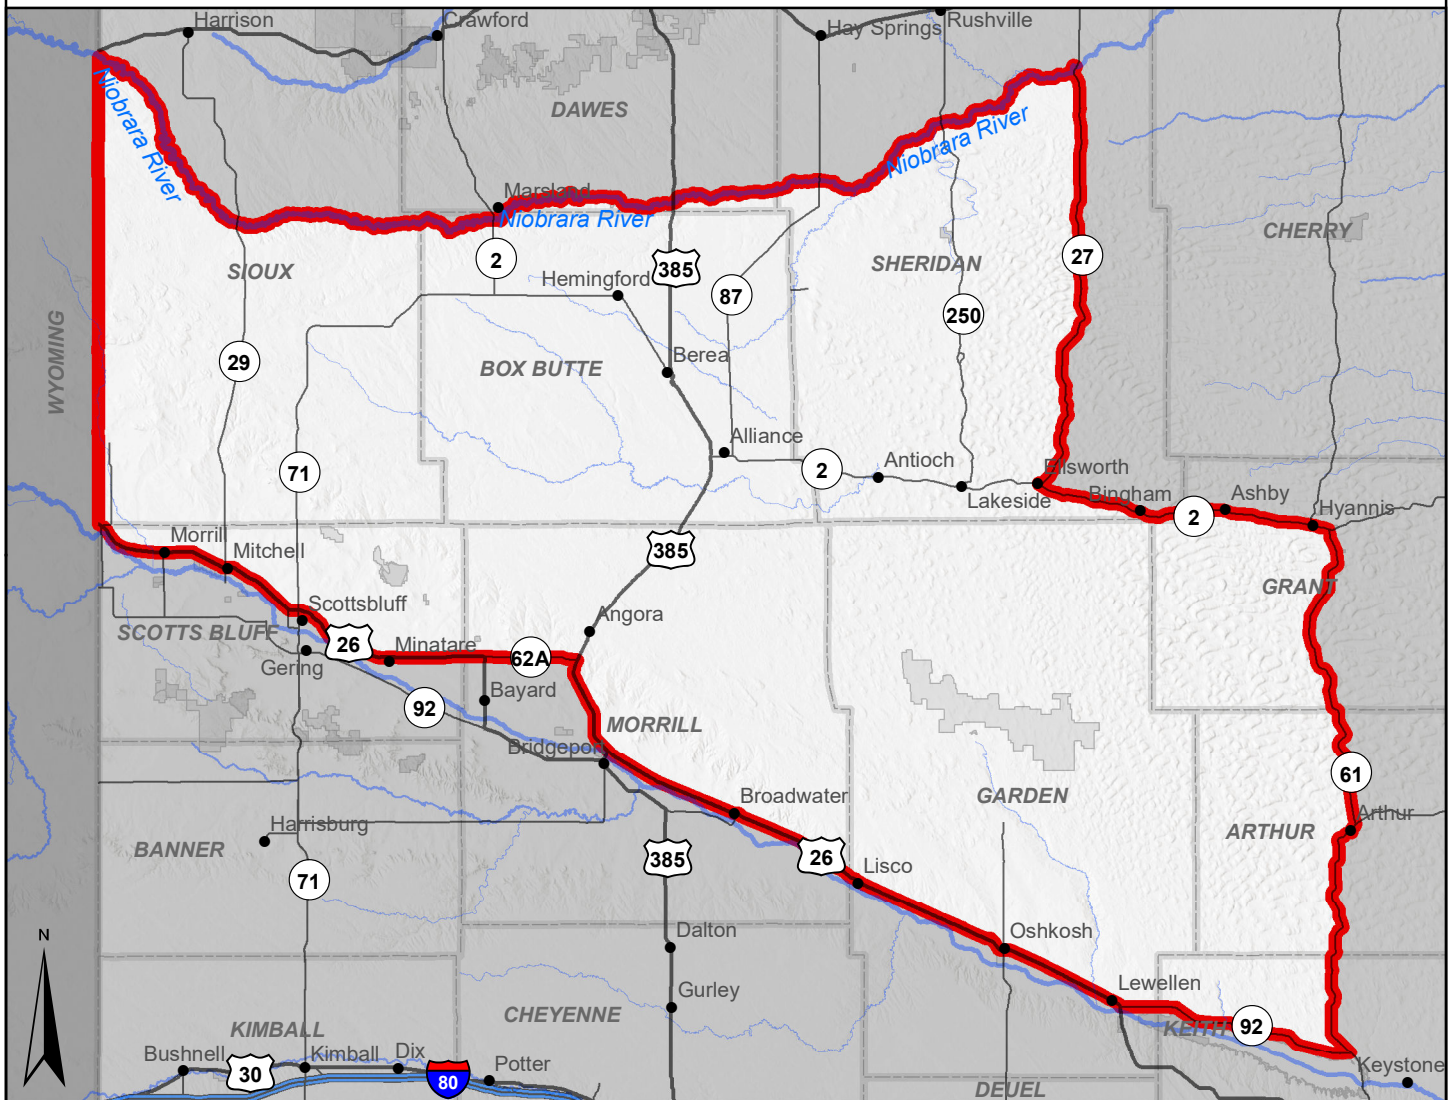 Harrison
Crawford
Hay Springs
Rushville
DAWES
Niobrara River
Niobrara River
Marsland
Niobrara River
CHERRY
SIOUX
2
385
SHERIDAN
27
Hemingford
87
250
WYOMING
29
BOX BUTTE
Berea
71
Alliance
2
Antioch
Ellsworth
Lakeside
Bingham
2
Ashby
Hyannis
Morrill
Mitchell
385
GRANT
Scottsbluff
SCOTTS BLUFF
26
Angora
Gering
Minatare
62A
Bayard
92
MORRILL
Bridgeport
61
Broadwater
GARDEN
Arthur
ARTHUR
Harrisburg
BANNER
385
26
Lisco
71
N
Dalton
Oshkosh
Gurley
Lewellen
CHEYENNE
KEITH
92
KIMBALL
Bushnell
30
Kimball
Dix
80
Potter
Keystone
DEUEL